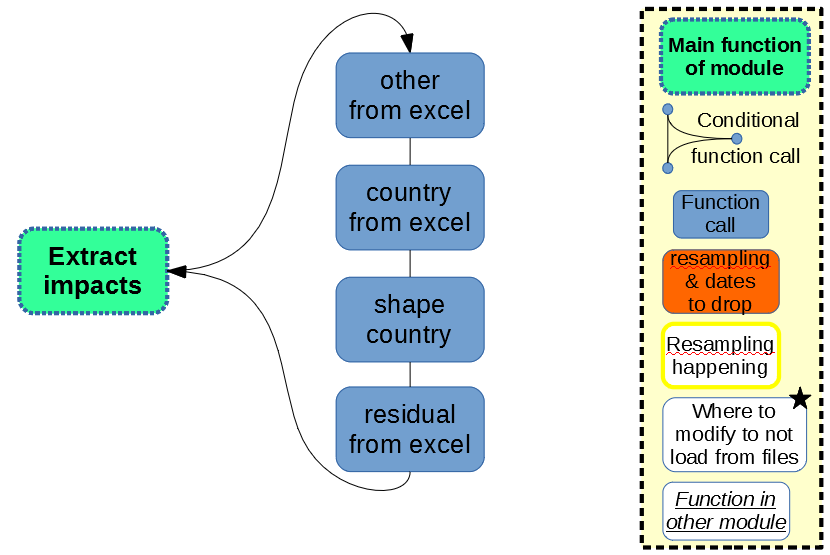 Extract
impacts
other
from excel
country
from excel
shape
country
residual
from excel
Main function
of module
Conditional
function call
Function
call
resampling
& dates
to drop
Resampling
happening
Where to
modify to not
load from files
Function in
other module